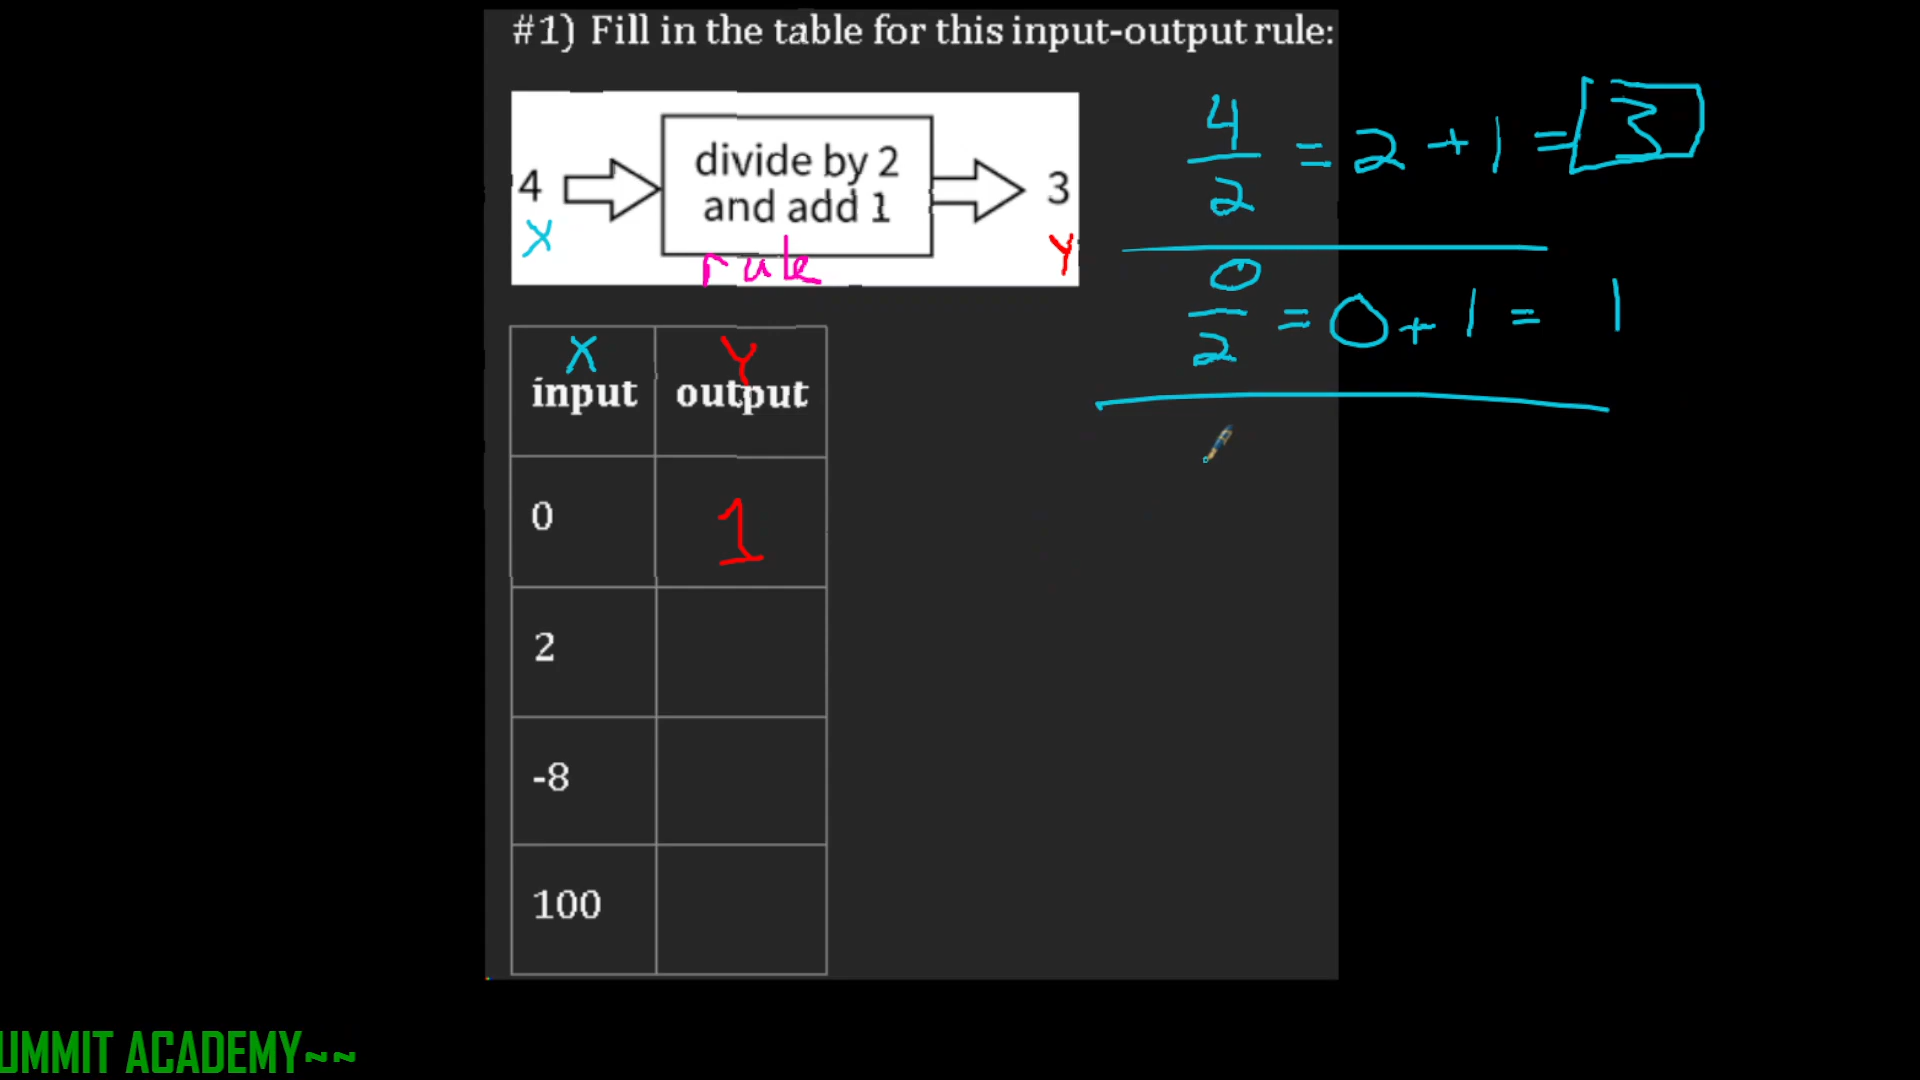 #1) Fill in the table for this input-output rule:
4 divide by 2 and add 1 3
X rule Y
4/2 = 2 + 1 = 3
0/2 = 0 + 1 = 1
X Y
input output
0 1
2
-8
100
UMMIT ACADEMY~~